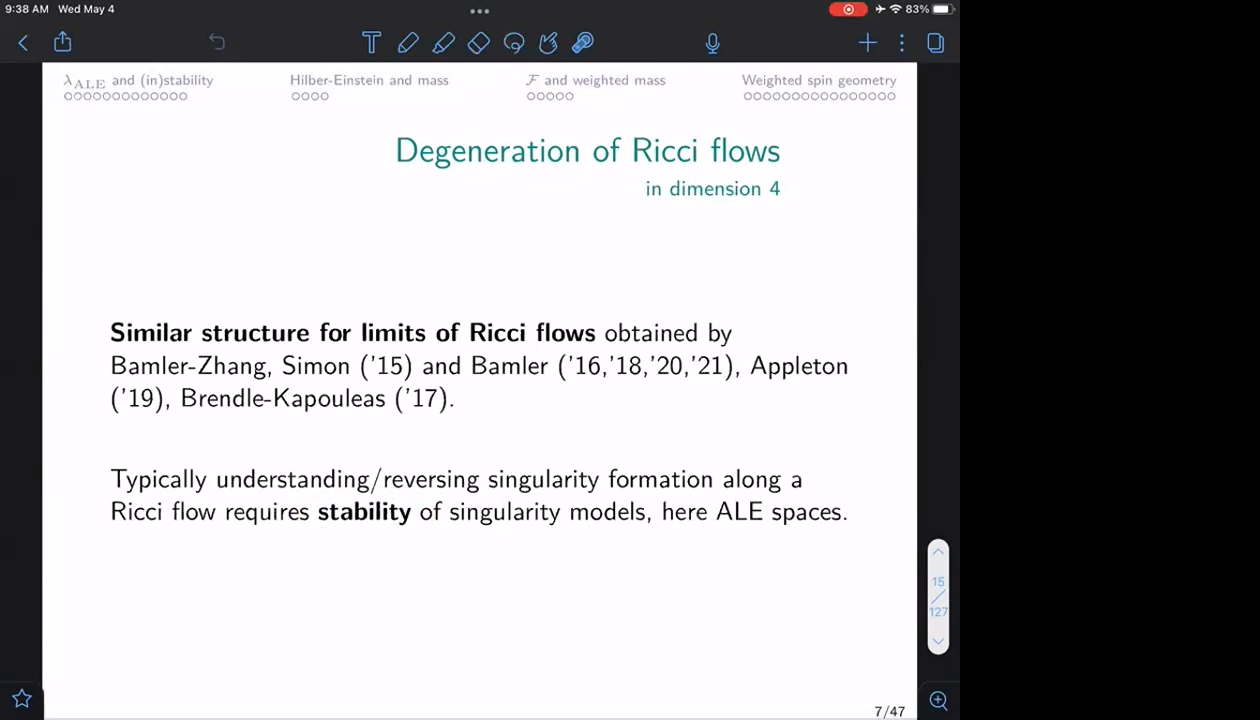 9:38 AM Wed May 4
83%
λALE and (in)stability
Hilber-Einstein and mass
ℱ and weighted mass
Weighted spin geometry
Degeneration of Ricci flows
in dimension 4
Similar structure for limits of Ricci flows obtained by
Bamler-Zhang, Simon ('15) and Bamler ('16,'18,'20,'21), Appleton
('19), Brendle-Kapouleas ('17).
Typically understanding/reversing singularity formation along a
Ricci flow requires stability of singularity models, here ALE spaces.
15
/
127
7/47